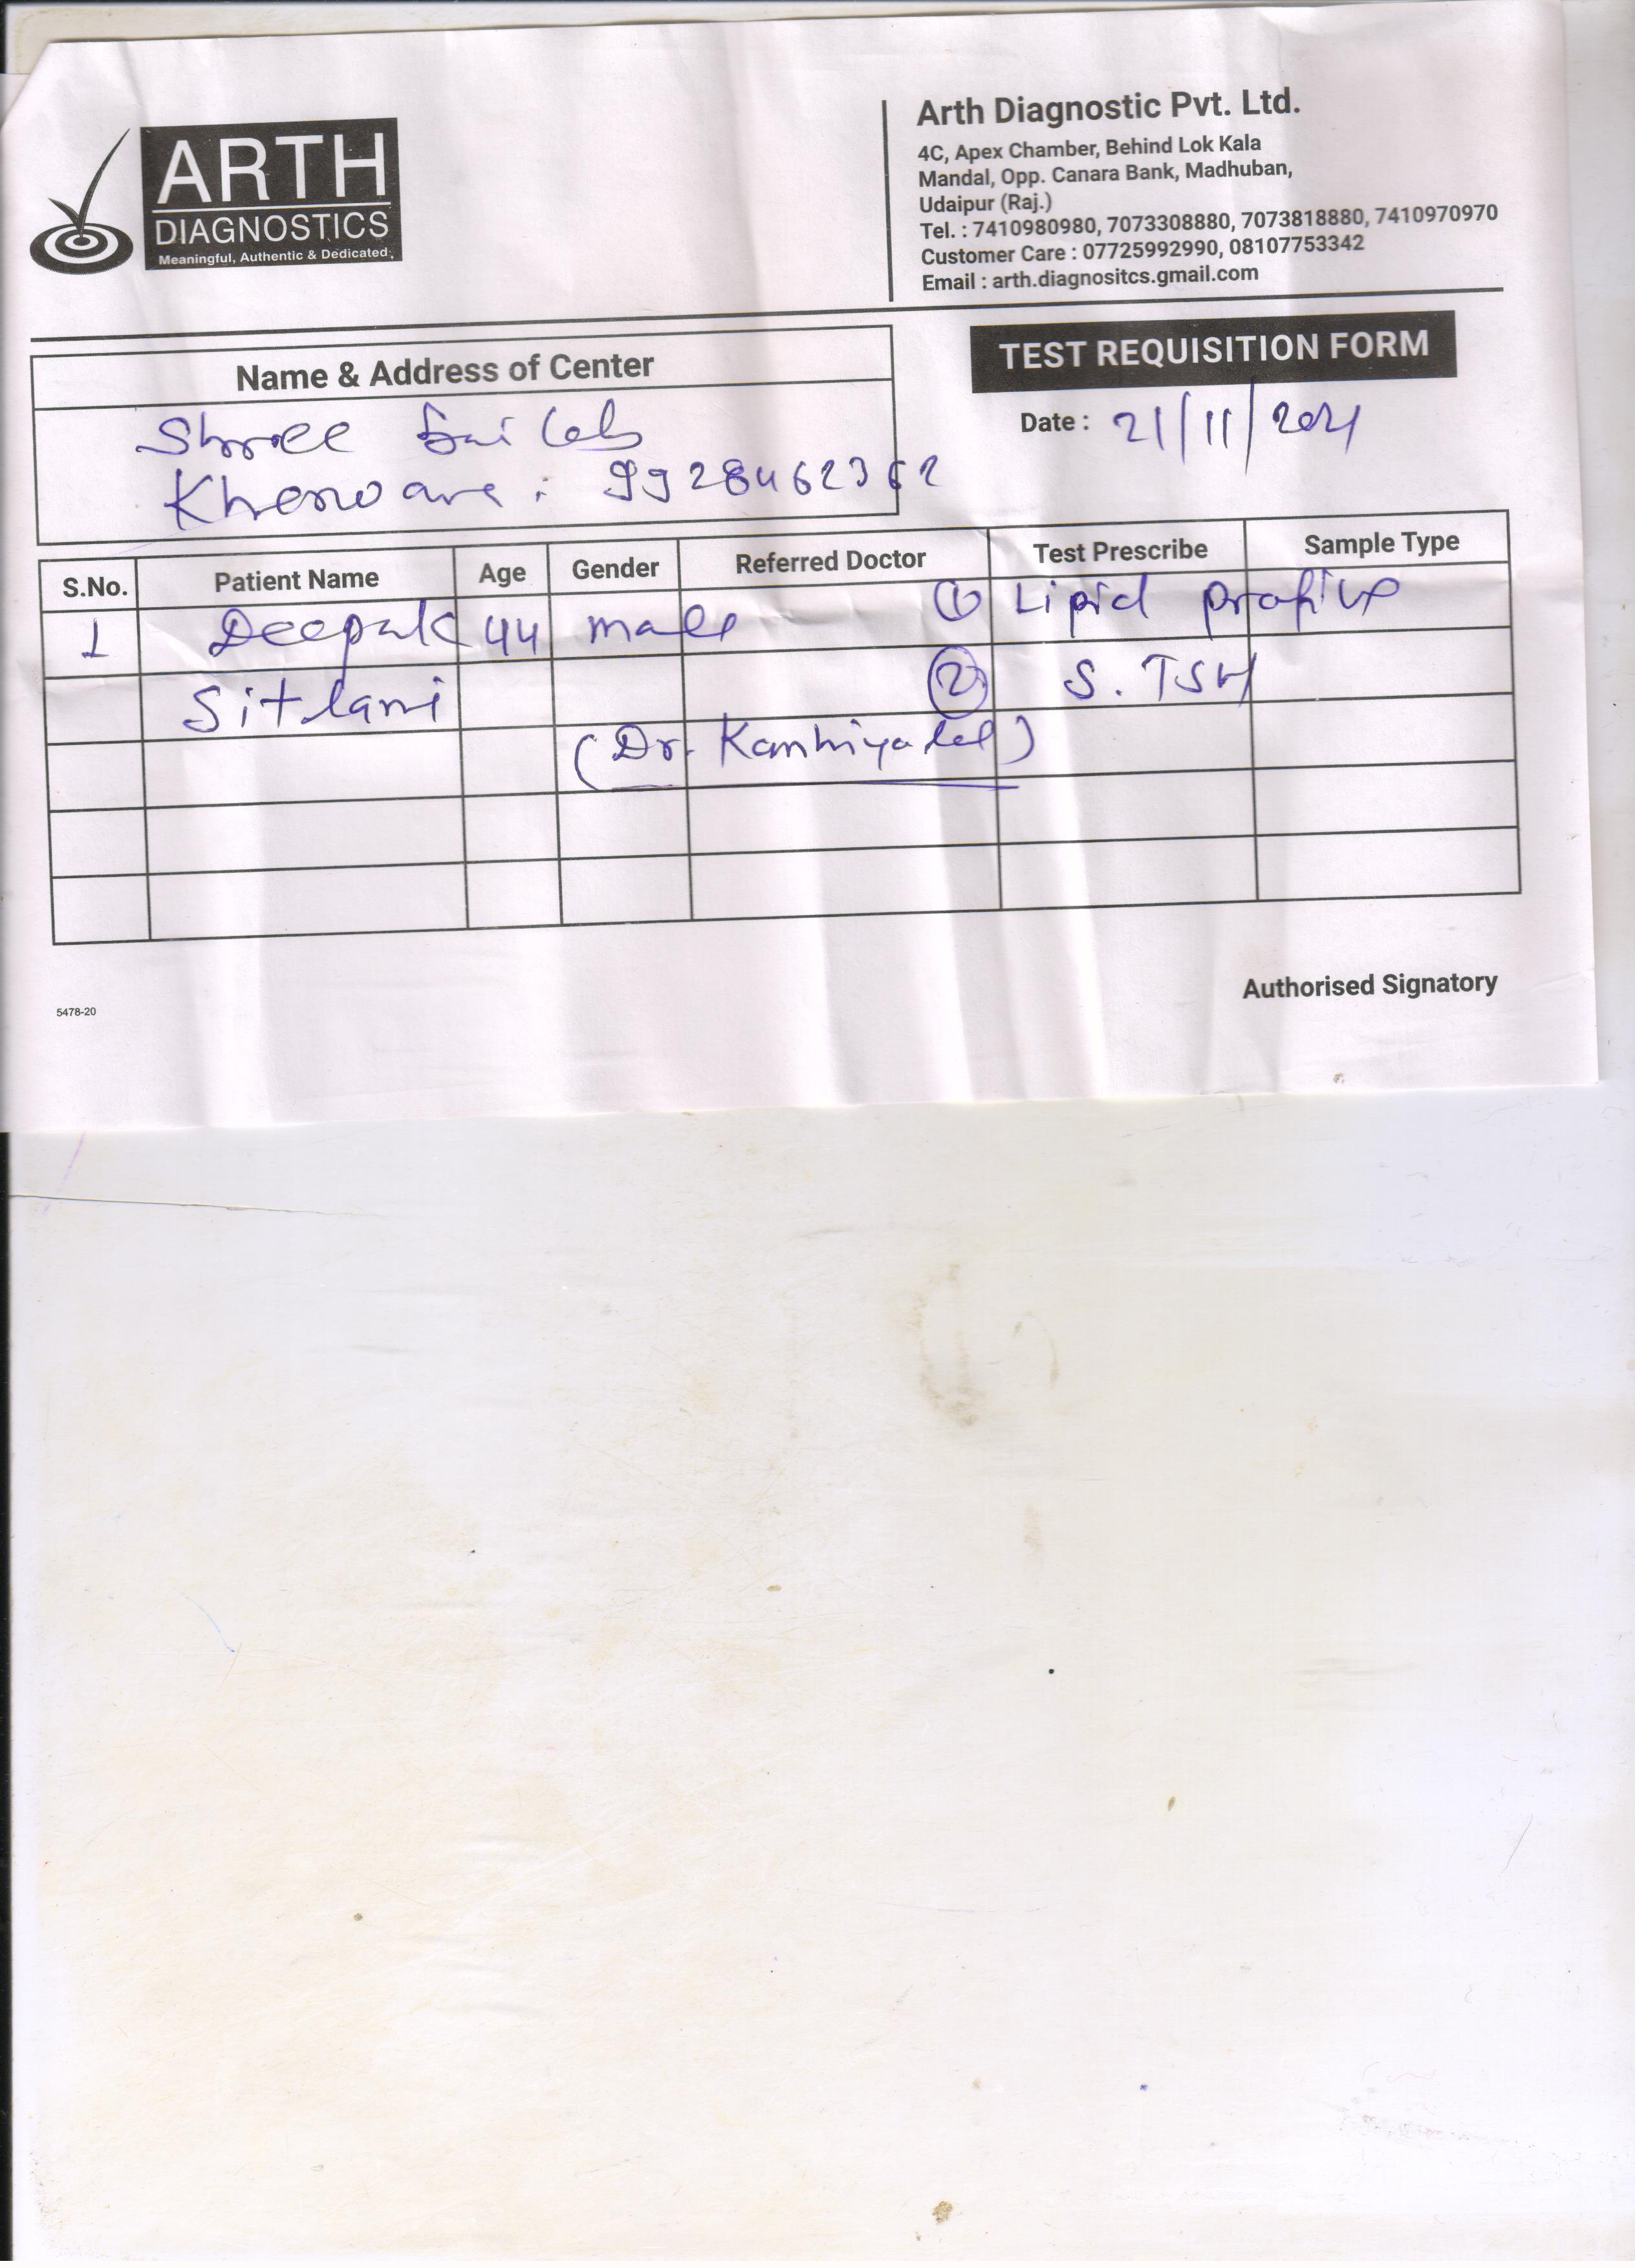 ARTH
DIAGNOSTICS
Meaningful, Authentic & Dedicated
Arth Diagnostic Pvt. Ltd.
4C, Apex Chamber, Behind Lok Kala
Mandal, Opp. Canara Bank, Madhuban,
Udaipur (Raj.)
Tel. : 7410980980, 7073308880, 7073818880, 7410970970
Customer Care : 07725992990, 08107753342
Email : arth.diagnositcs.gmail.com
Name & Address of Center
Shree Sai Lab
Kherwara : 9928462362
TEST REQUISITION FORM
Date : 21/11/2021
S.No. Patient Name Age Gender Referred Doctor Test Prescribe Sample Type
1 Deepak 44 male ① Lipid profile
Sitlani ② S. TSH
(Dr. Kanhiya lal)
Authorised Signatory
5478-20